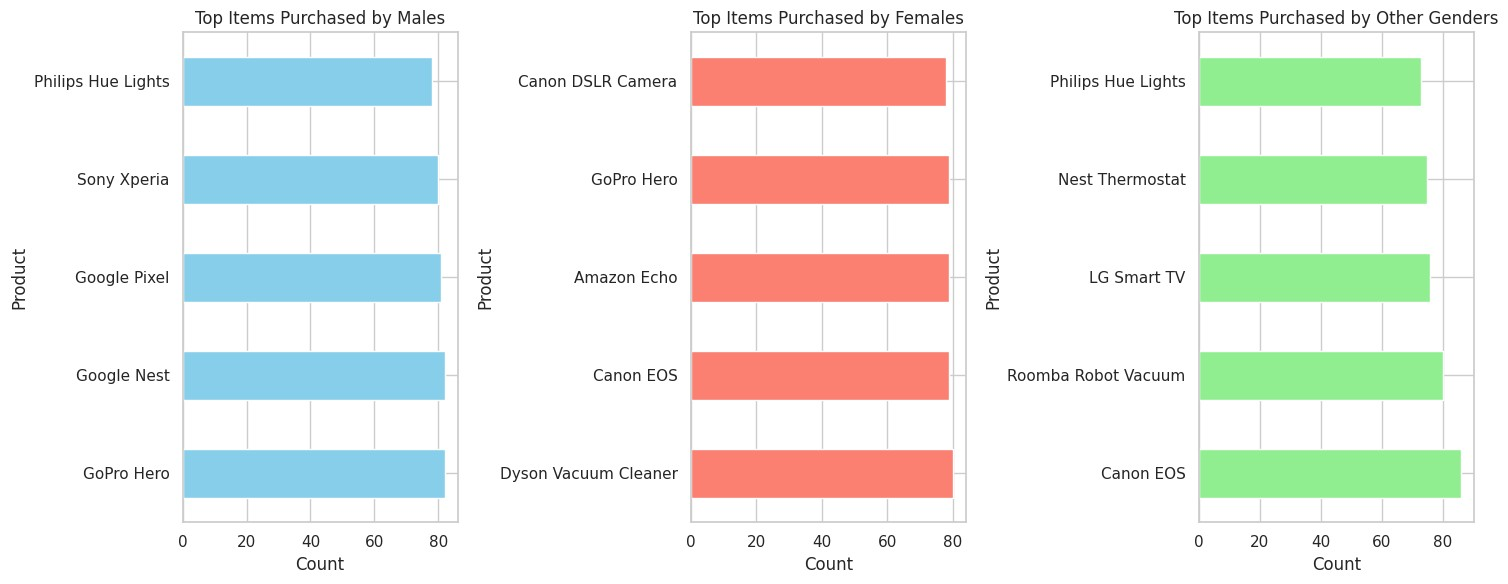 Top Items Purchased by Males
Product
Philips Hue Lights
Sony Xperia
Google Pixel
Google Nest
GoPro Hero
0 20 40 60 80
Count
Top Items Purchased by Females
Product
Canon DSLR Camera
GoPro Hero
Amazon Echo
Canon EOS
Dyson Vacuum Cleaner
0 20 40 60 80
Count
Top Items Purchased by Other Genders
Product
Philips Hue Lights
Nest Thermostat
LG Smart TV
Roomba Robot Vacuum
Canon EOS
0 20 40 60 80
Count